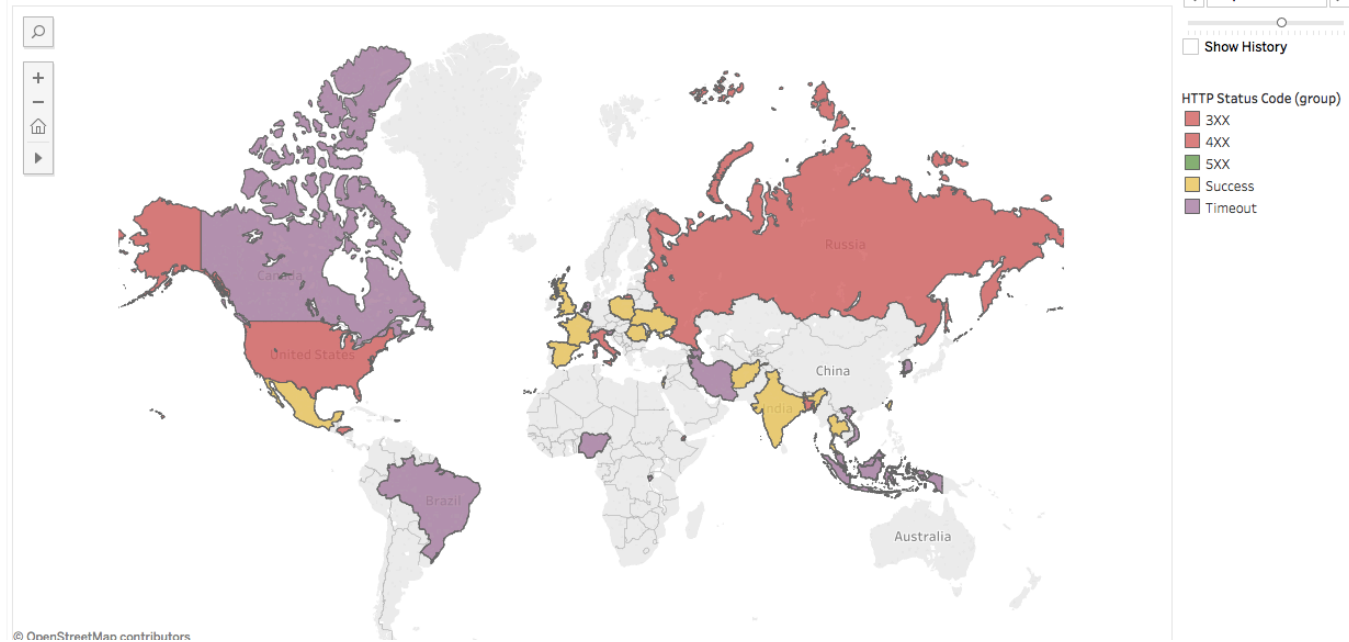 Show History
HTTP Status Code (group)
3XX
4XX
5XX
Success
Timeout
Canada
United States
Russia
China
India
Brazil
Australia
© OpenStreetMap contributors